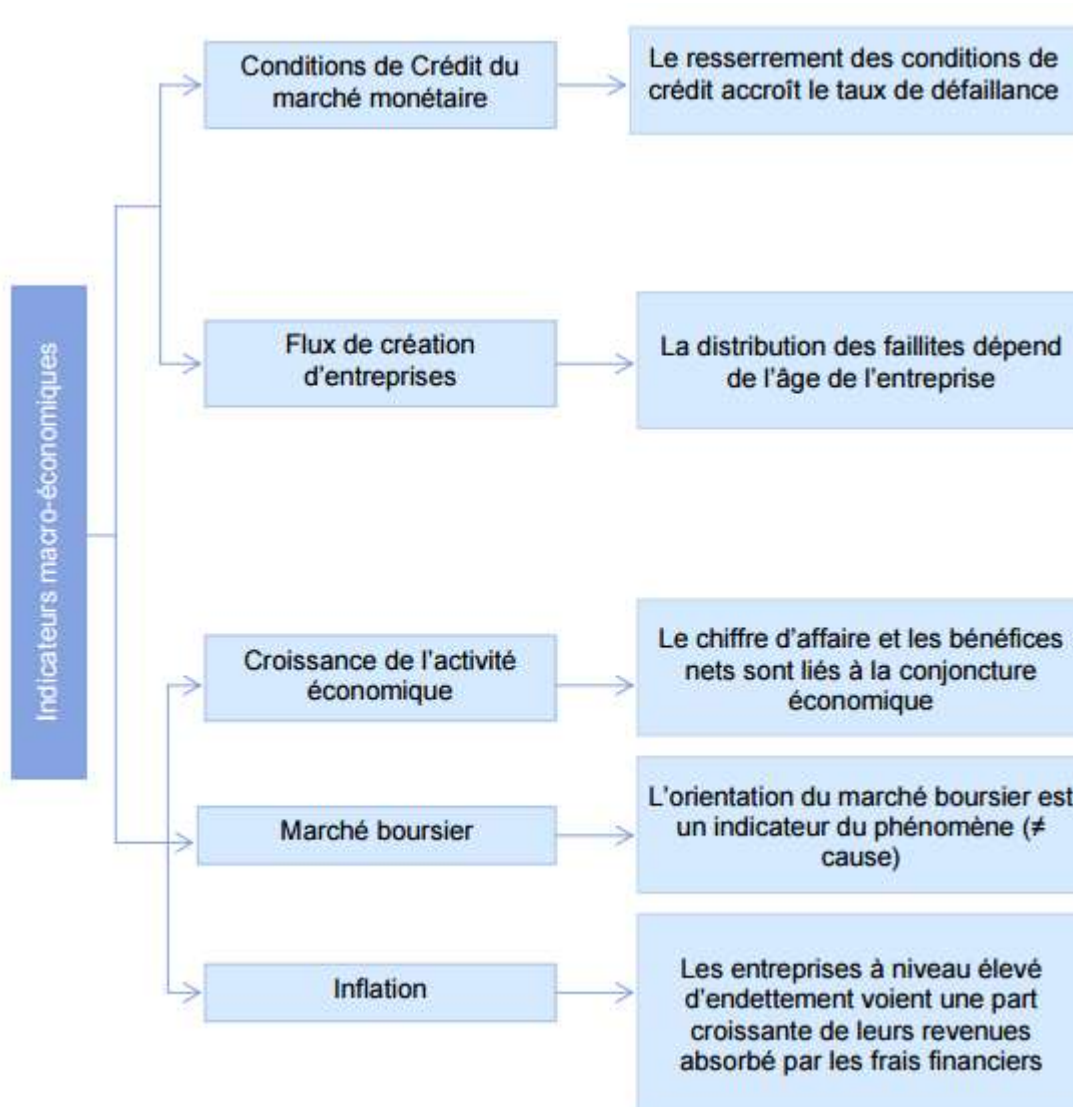 Indicateurs macro-économiques
Conditions de Crédit du
marché monétaire
Le resserrement des conditions de
crédit accroît le taux de défaillance
Flux de création
d'entreprises
La distribution des faillites dépend
de l'âge de l'entreprise
Croissance de l'activité
économique
Le chiffre d'affaire et les bénéfices
nets sont liés à la conjoncture
économique
Marché boursier
L'orientation du marché boursier est
un indicateur du phénomène (≠
cause)
Inflation
Les entreprises à niveau élevé
d'endettement voient une part
croissante de leurs revenues
absorbé par les frais financiers